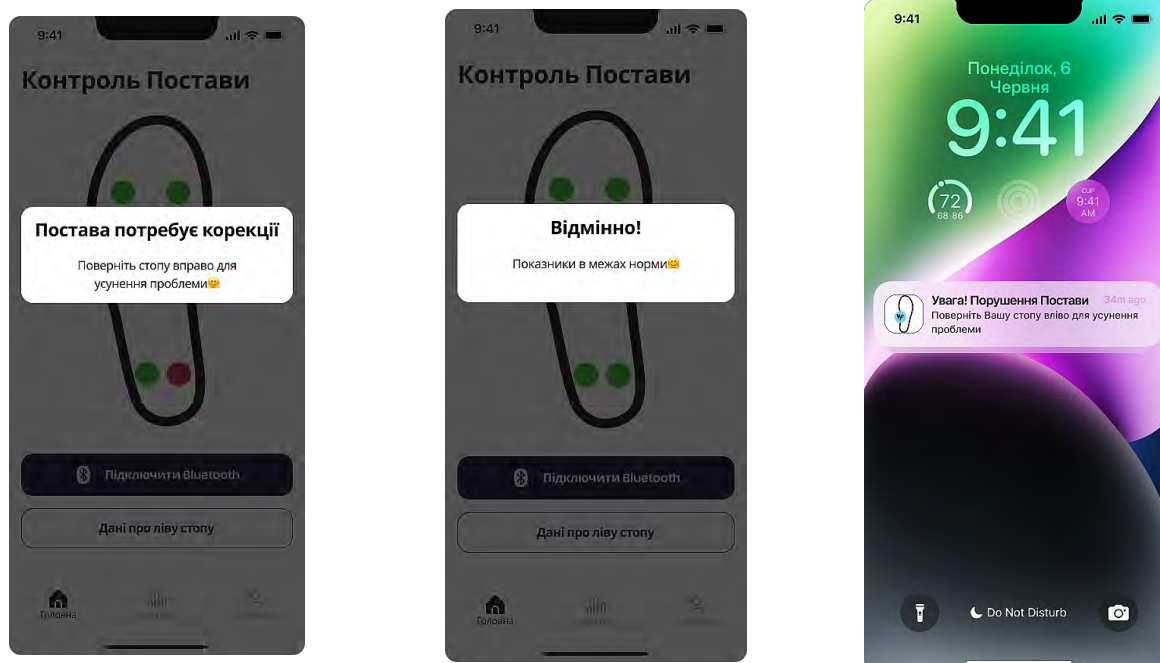 9:41
Контроль Постави
Постава потребує корекції
Поверніть стопу вправо для
усунення проблеми🤗
Підключити Bluetooth
Дані про ліву стопу
Головна
9:41
Контроль Постави
Відмінно!
Показники в межах норми🤗
Підключити Bluetooth
Дані про ліву стопу
Головна
9:41
Понеділок, 6
Червня
9:41
72
68 86
CUP
9:41
AM
Увага! Порушення Постави 34m ago
Поверніть Вашу стопу вліво для усунення
проблеми
Do Not Disturb